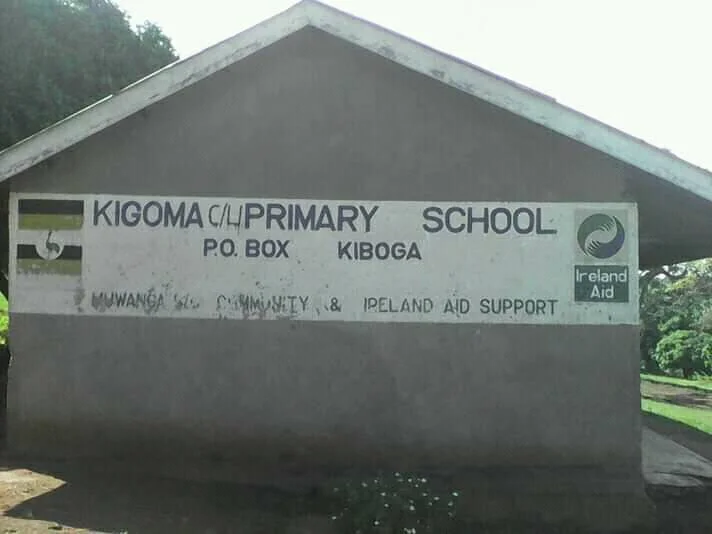 KIGOMA C/U PRIMARY SCHOOL
P.O. BOX KIBOGA
MUWANGA COMMUNITY & IRELAND AID SUPPORT
Ireland
Aid